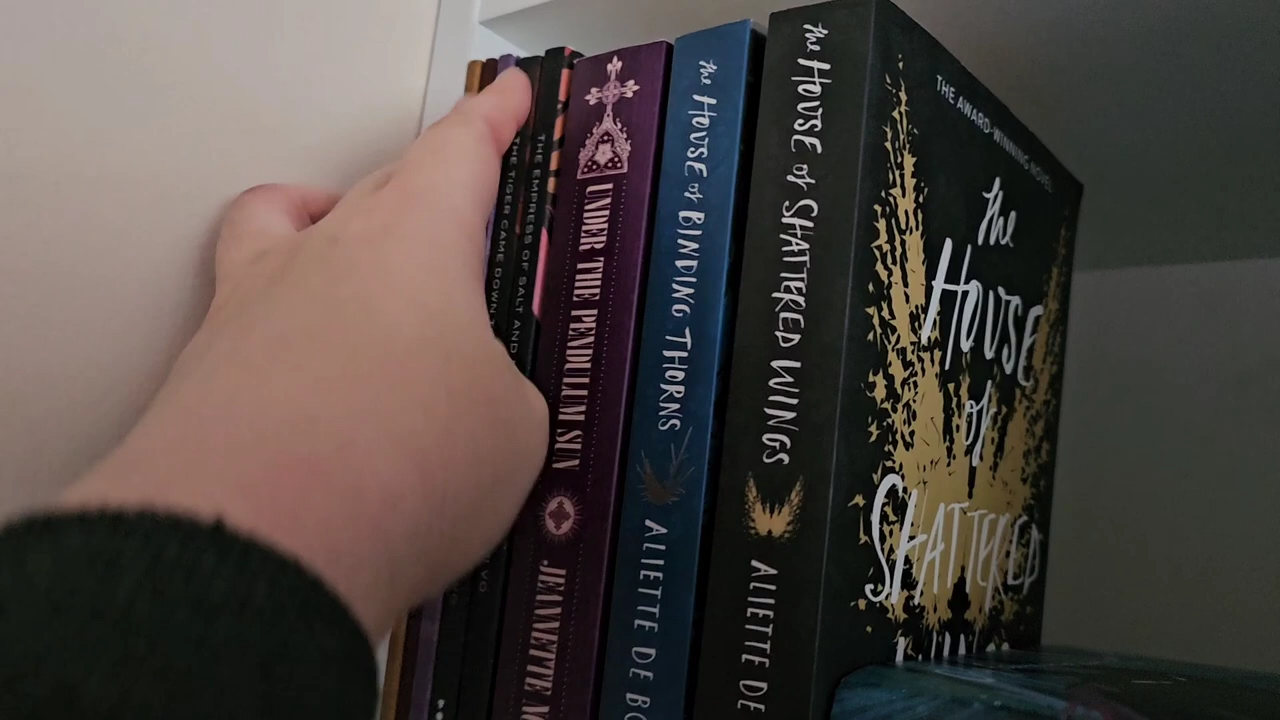 THE TIGER CAME DOWN
THE EMPRESS OF SALT AND
UNDER THE PENDULUM SUN
JEANNETTE
the HOUSE of BINDING THORNS
ALIETTE DE
the HOUSE of SHATTERED WINGS
ALIETTE DE
THE AWARD-WINNING NOVEL
the
HOUSE
of
SHATTERED